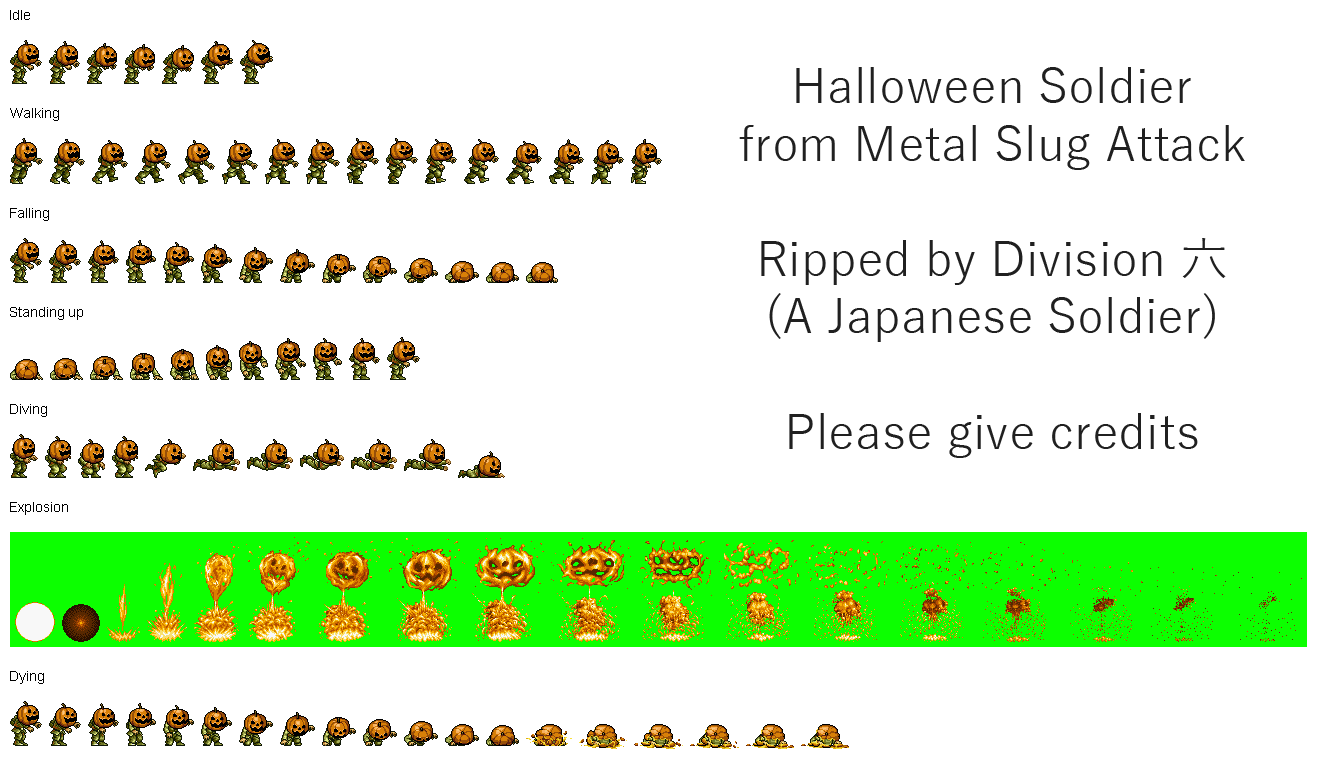 Idle
Walking
Falling
Standing up
Diving
Explosion
Dying
Halloween Soldier
from Metal Slug Attack
Ripped by Division 六
(A Japanese Soldier)
Please give credits